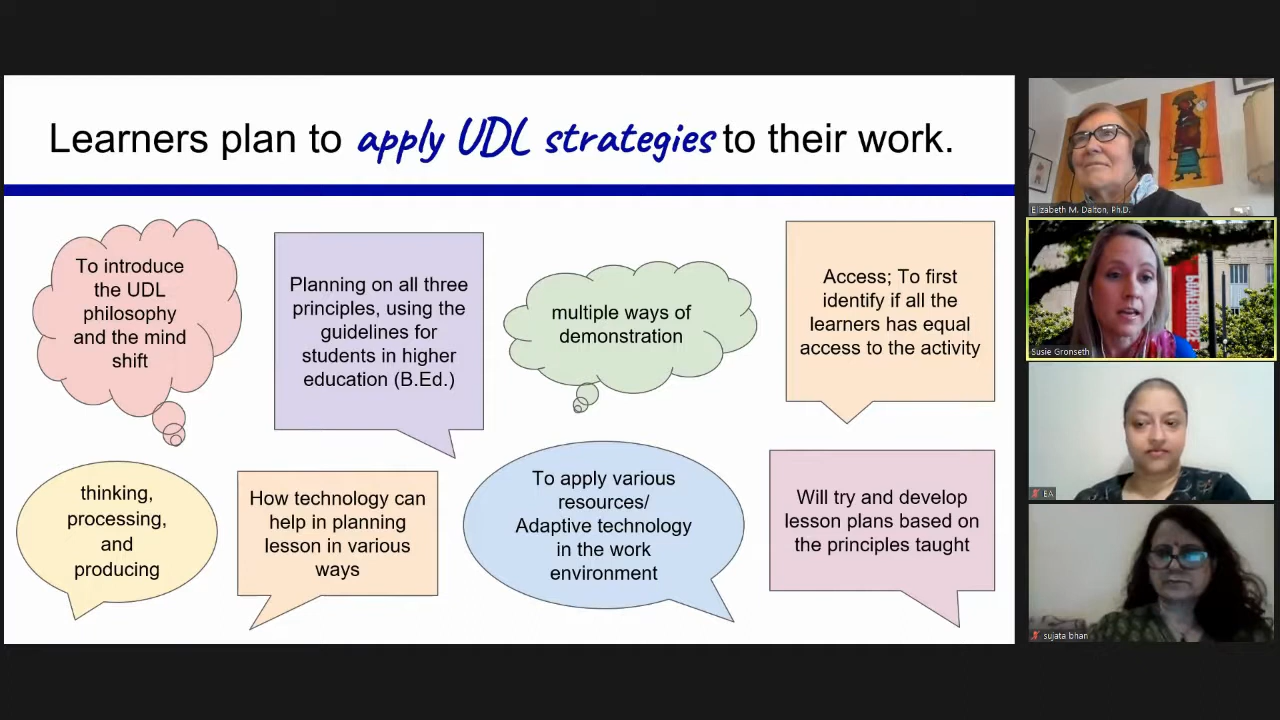 Learners plan to apply UDL strategies to their work.
To introduce
the UDL
philosophy
and the mind
shift
Planning on all three
principles, using the
guidelines for
students in higher
education (B.Ed.)
multiple ways of
demonstration
Access; To first
identify if all the
learners has equal
access to the activity
thinking,
processing,
and
producing
How technology can
help in planning
lesson in various
ways
To apply various
resources/
Adaptive technology
in the work
environment
Will try and develop
lesson plans based on
the principles taught
Elizabeth M. Dalton, Ph.D.
POWERHOUSE
Susie Gronseth
EA
sujata bhan